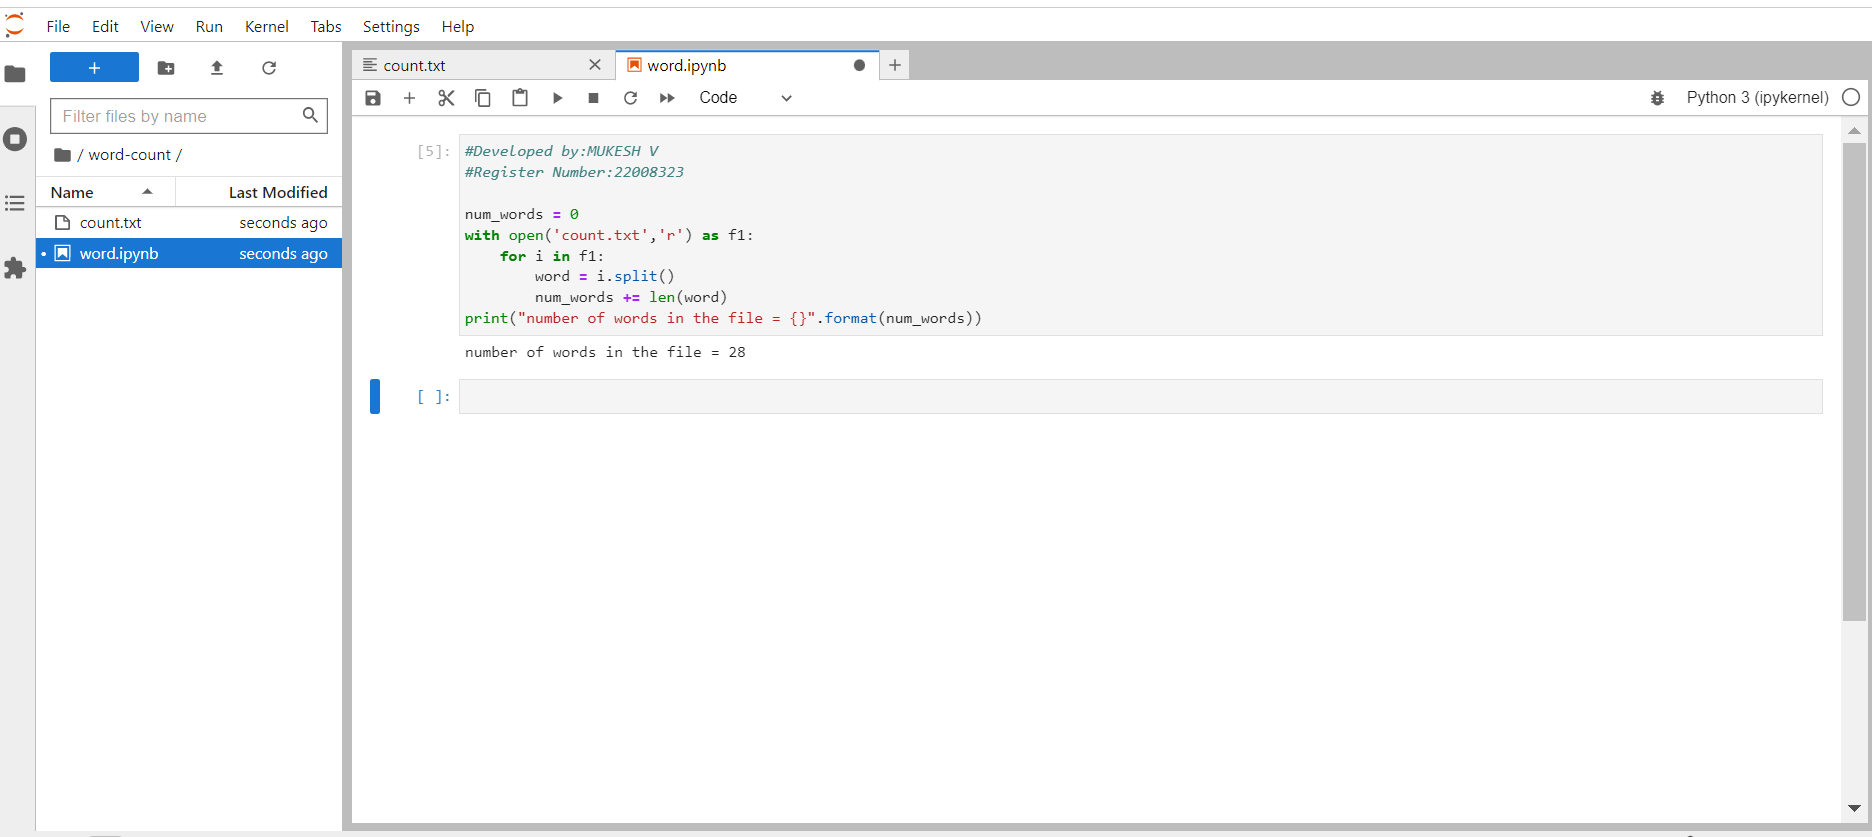 File Edit View Run Kernel Tabs Settings Help
+
Filter files by name
/ word-count /
Name Last Modified
count.txt seconds ago
word.ipynb seconds ago
count.txt word.ipynb
Code Python 3 (ipykernel)
[5]: #Developed by:MUKESH V
#Register Number:22008323
num_words = 0
with open('count.txt','r') as f1:
    for i in f1:
        word = i.split()
        num_words += len(word)
print("number of words in the file = {}".format(num_words))
number of words in the file = 28
[ ]: